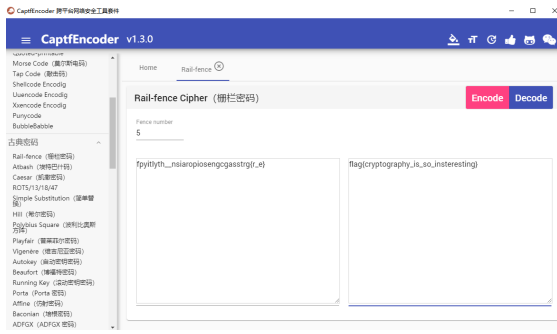 CaptfEncoder 跨平台网络安全工具套件
CaptfEncoder v1.3.0
Quoted-printable
Morse Code (莫尔斯电码)
Tap Code (敲击码)
Shellcode Encodig
Uuencode Encodig
Xxencode Encodig
Punycode
BubbleBabble
古典密码
Rail-fence (栅栏密码)
Atbash (埃特巴什码)
Caesar (凯撒密码)
ROT5/13/18/47
Simple Substitution (简单替
换)
Hill (希尔密码)
Polybius Square (波利比奥斯
方阵)
Playfair (普莱菲尔密码)
Vigenère (维吉尼亚密码)
Autokey (自动密钥密码)
Beaufort (博福特密码)
Running Key (滚动密钥密码)
Porta (Porta 密码)
Affine (仿射密码)
Baconian (培根密码)
ADFGX (ADFGX 密码)
Home
Rail-fence
Rail-fence Cipher (栅栏密码)
Encode
Decode
Fence number
5
fpyitlyth__nsiaropiosengcgasstrg{r_e}
flag{cryptography_is_so_insteresting}